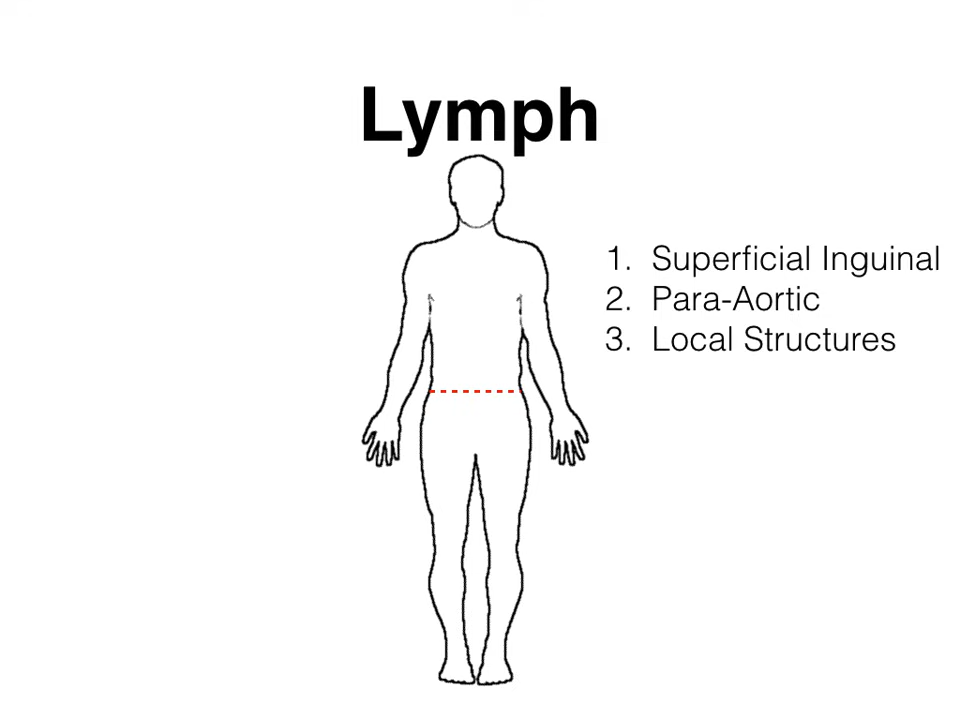 Lymph
1. Superficial Inguinal
2. Para-Aortic
3. Local Structures